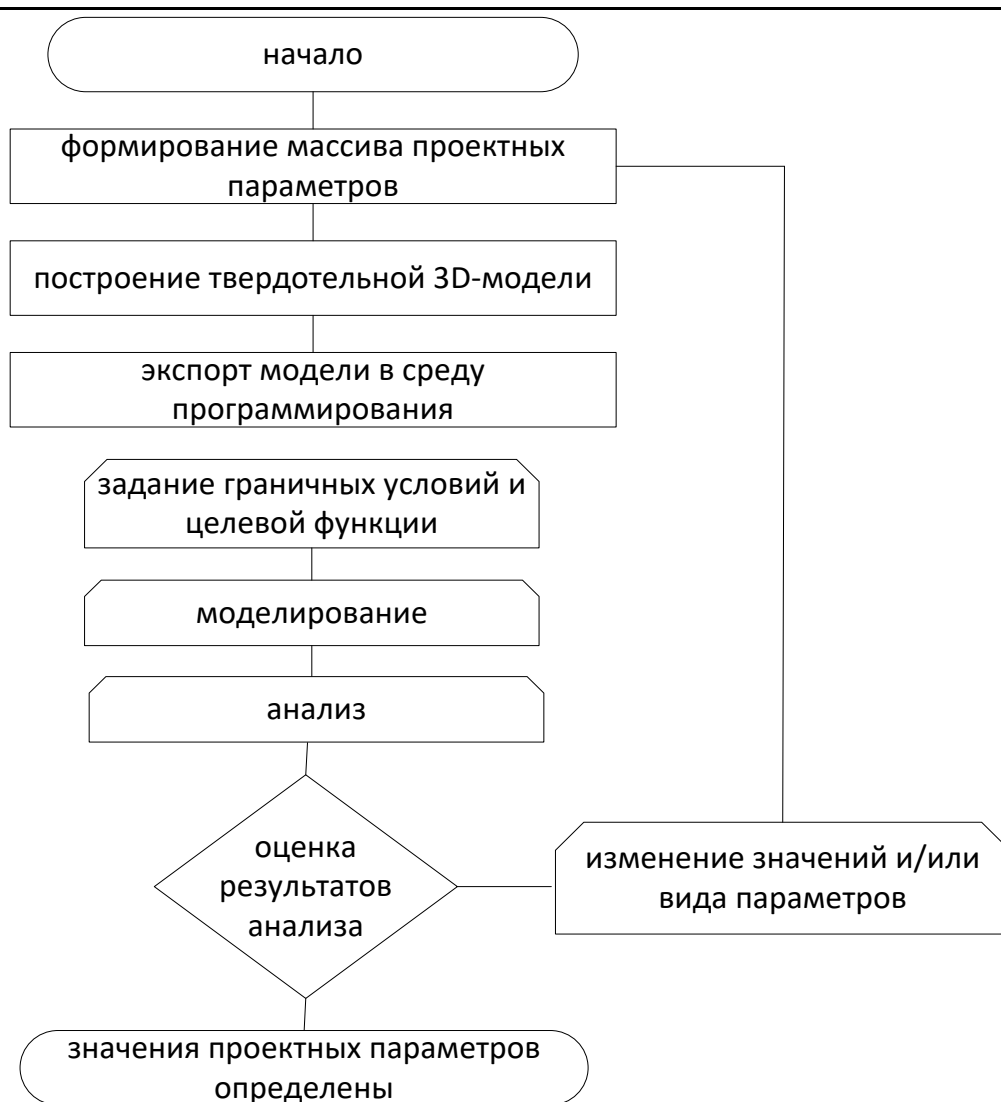 начало
формирование массива проектных
параметров
построение твердотельной 3D-модели
экспорт модели в среду
программирования
задание граничных условий и
целевой функции
моделирование
анализ
оценка
результатов
анализа
изменение значений и/или
вида параметров
значения проектных параметров
определены